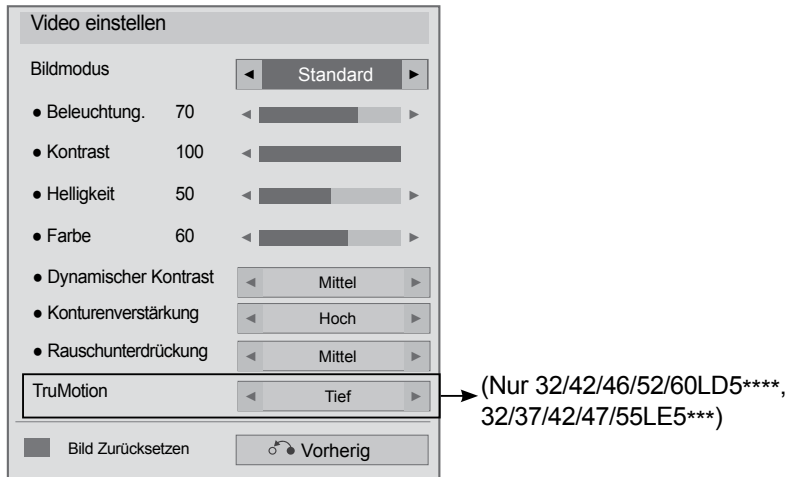 Video einstellen
Bildmodus ◄ Standard ►
● Beleuchtung. 70 ◄ ►
● Kontrast 100 ◄
● Helligkeit 50 ◄ ►
● Farbe 60 ◄ ►
● Dynamischer Kontrast ◄ Mittel ►
● Konturenverstärkung ◄ Hoch ►
● Rauschunterdrückung ◄ Mittel ►
TruMotion ◄ Tief ►
(Nur 32/42/46/52/60LD5****,
32/37/42/47/55LE5***)
Bild Zurücksetzen Vorherig